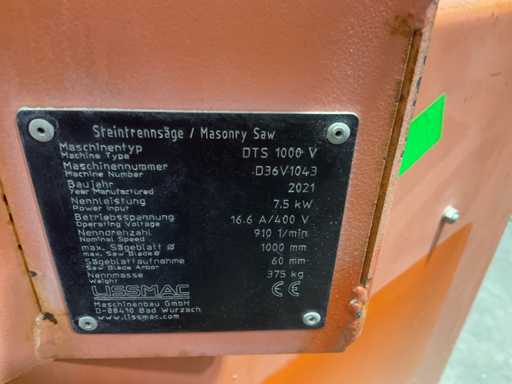 Steintrennsäge / Masonry Saw
Maschinentyp DTS 1000 V
Machine Type
Maschinennummer D36V1043
Machine Number
Baujahr 2021
Year Manufactured
Nennleistung 7.5 kW
Power Input
Betriebsspannung 16.6 A/400 V
Operating Voltage
Nenndrehzahl 910 1/min
Nominal Speed
max. Sägeblatt ø 1000 mm
max. Saw Blade ø
Sägeblattaufnahme 60 mm
Saw Blade Arbor
Nennmasse 375 kg
Weight
LISSMAC CE
Maschinenbau GmbH
D-88410 Bad Wurzach
www.lissmac.com